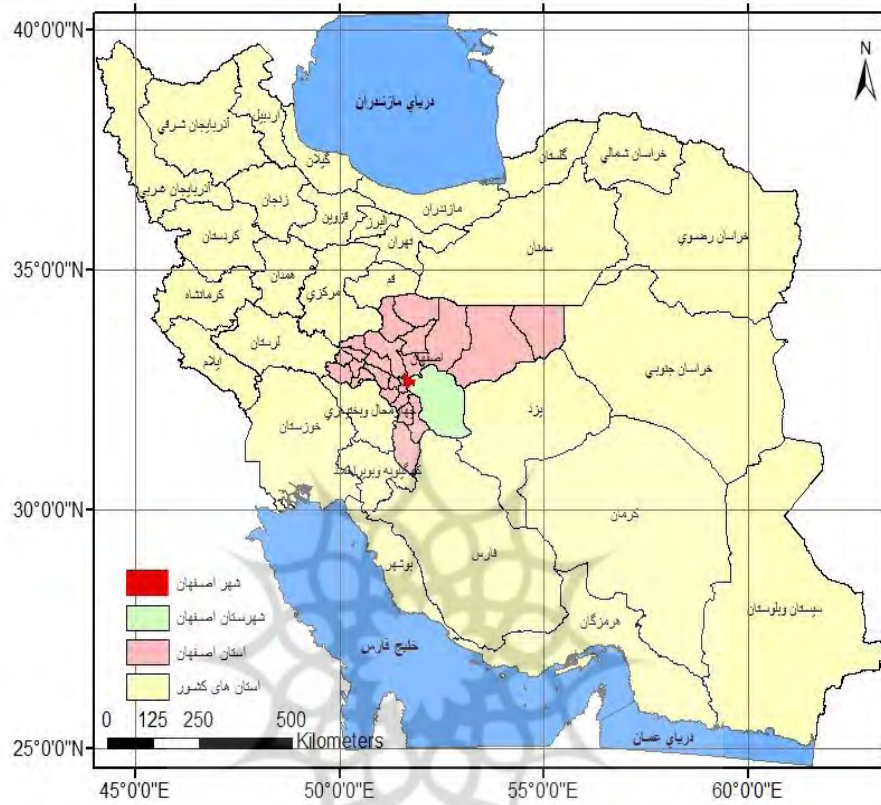 40°0'0"N
N
دریای مازندران
آذربایجان شرقی
اردبیل
گیلان
گلستان
خراسان شمالی
آذربایجان غربی
زنجان
قزوین
البرز
مازندران
تهران
سمنان
خراسان رضوی
کردستان
35°0'0"N
همدان
قم
مرکزی
کرمانشاه
لرستان
اصفهان
ایلام
خراسان جنوبی
چهارمحال وبختیاری
یزد
خوزستان
30°0'0"N
کرمان
فارس
بوشهر
سیستان وبلوستان
هرمزگان
خلیج فارس
دریای عمان
شهر اصفهان
شهرستان اصفهان
استان اصفهان
استان های کشور
0 125 250 500
Kilometers
25°0'0"N
45°0'0"E 50°0'0"E 55°0'0"E 60°0'0"E